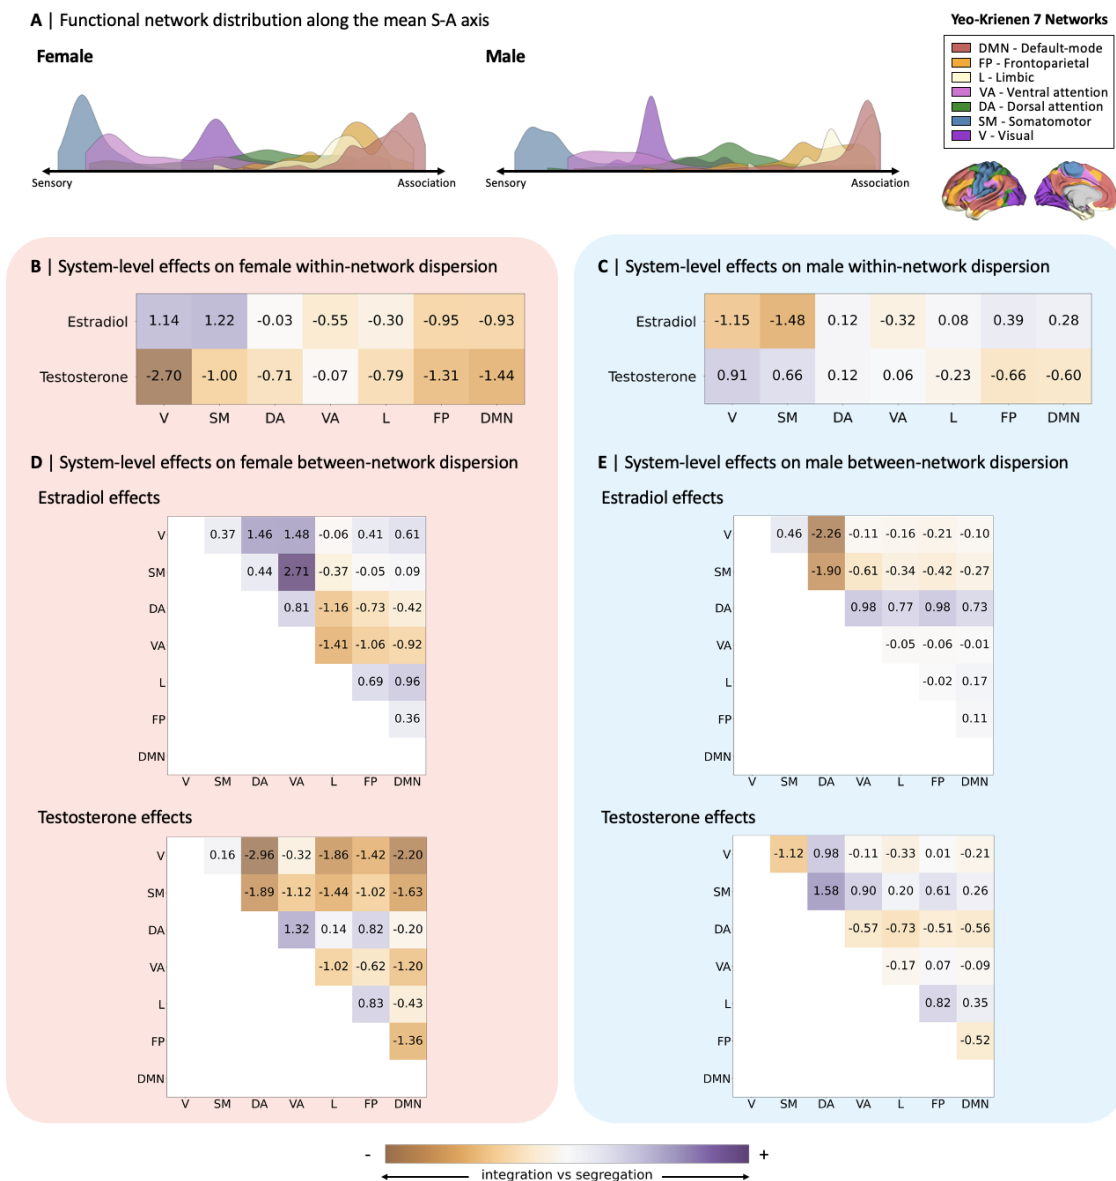 A | Functional network distribution along the mean S-A axis
Yeo-Krienen 7 Networks
Female
Male
DMN - Default-mode
FP - Frontoparietal
L - Limbic
VA - Ventral attention
DA - Dorsal attention
SM - Somatomotor
V - Visual
Sensory Association
Sensory Association
B | System-level effects on female within-network dispersion
Estradiol 1.14 1.22 -0.03 -0.55 -0.30 -0.95 -0.93
Testosterone -2.70 -1.00 -0.71 -0.07 -0.79 -1.31 -1.44
V SM DA VA L FP DMN
C | System-level effects on male within-network dispersion
Estradiol -1.15 -1.48 0.12 -0.32 0.08 0.39 0.28
Testosterone 0.91 0.66 0.12 0.06 -0.23 -0.66 -0.60
V SM DA VA L FP DMN
D | System-level effects on female between-network dispersion
Estradiol effects
V 0.37 1.46 1.48 -0.06 0.41 0.61
SM 0.44 2.71 -0.37 -0.05 0.09
DA 0.81 -1.16 -0.73 -0.42
VA -1.41 -1.06 -0.92
L 0.69 0.96
FP 0.36
DMN
V SM DA VA L FP DMN
Testosterone effects
V 0.16 -2.96 -0.32 -1.86 -1.42 -2.20
SM -1.89 -1.12 -1.44 -1.02 -1.63
DA 1.32 0.14 0.82 -0.20
VA -1.02 -0.62 -1.20
L 0.83 -0.43
FP -1.36
DMN
V SM DA VA L FP DMN
E | System-level effects on male between-network dispersion
Estradiol effects
V 0.46 -2.26 -0.11 -0.16 -0.21 -0.10
SM -1.90 -0.61 -0.34 -0.42 -0.27
DA 0.98 0.77 0.98 0.73
VA -0.05 -0.06 -0.01
L -0.02 0.17
FP 0.11
DMN
V SM DA VA L FP DMN
Testosterone effects
V -1.12 0.98 -0.11 -0.33 0.01 -0.21
SM 1.58 0.90 0.20 0.61 0.26
DA -0.57 -0.73 -0.51 -0.56
VA -0.17 0.07 -0.09
L 0.82 0.35
FP -0.52
DMN
V SM DA VA L FP DMN
- +
integration vs segregation